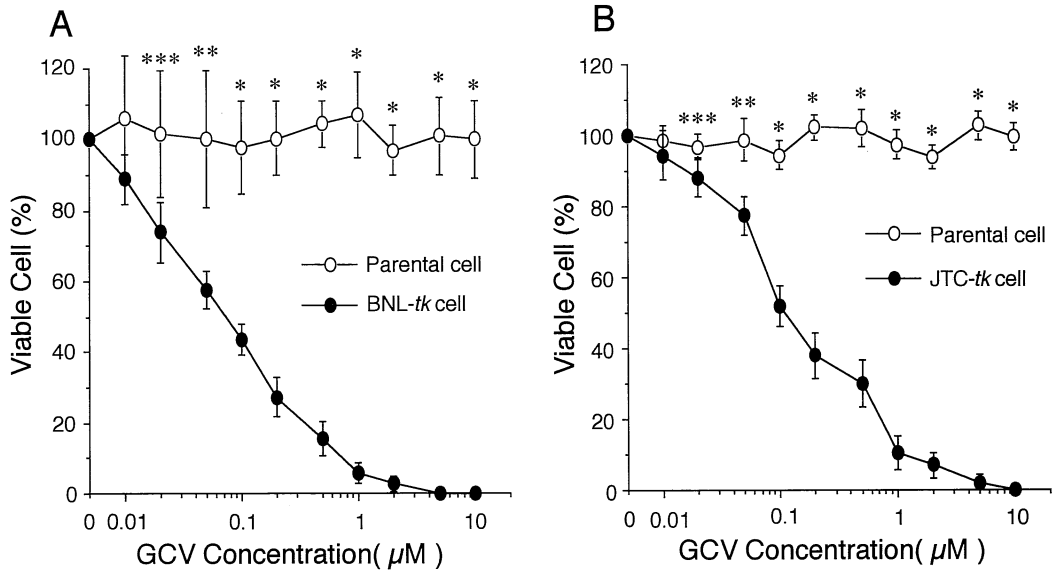 A
*** ** * * * * * * *
120
100
80
60
40
20
0
Viable Cell (%)
Parental cell
BNL-tk cell
0 0.01 0.1 1 10
GCV Concentration( µM )
B
*** ** * * * * * * *
120
100
80
60
40
20
0
Viable Cell (%)
Parental cell
JTC-tk cell
0 0.01 0.1 1 10
GCV Concentration( µM )